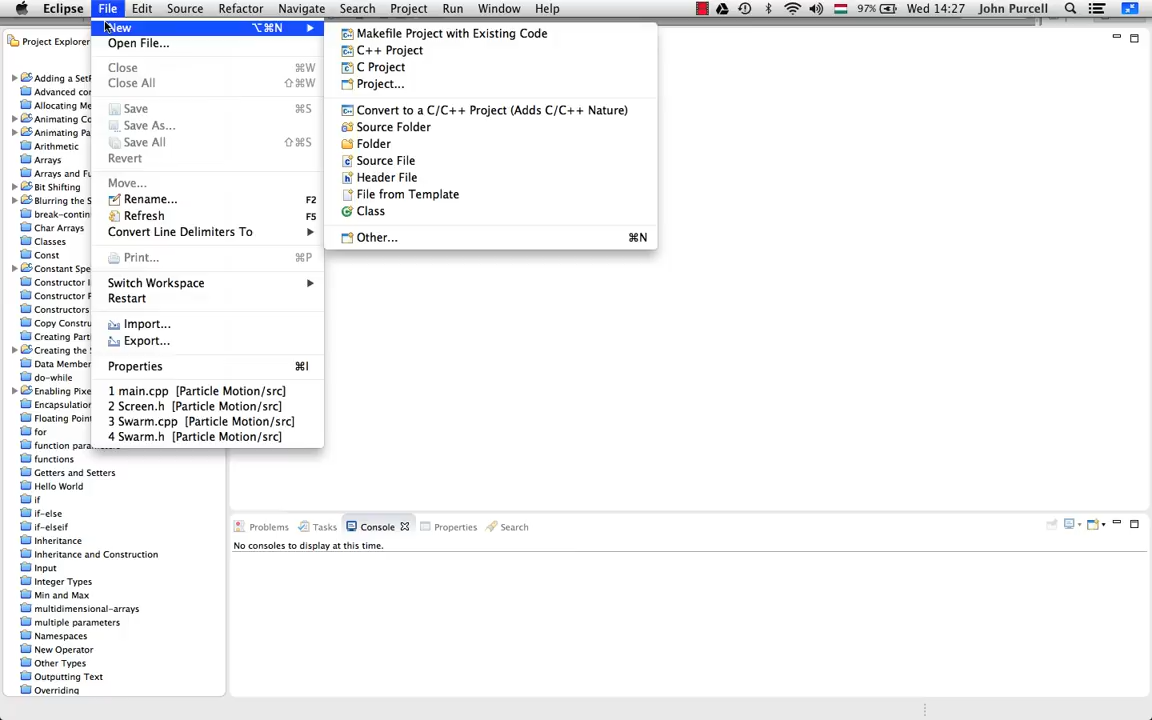 Eclipse File Edit Source Refactor Navigate Search Project Run Window Help 97% Wed 14:27 John Purcell
New ⌥⌘N
Open File...
Close ⌘W
Close All ⇧⌘W
Save ⌘S
Save As...
Save All ⇧⌘S
Revert
Move...
Rename... F2
Refresh F5
Convert Line Delimiters To
Print... ⌘P
Switch Workspace
Restart
Import...
Export...
Properties ⌘I
1 main.cpp [Particle Motion/src]
2 Screen.h [Particle Motion/src]
3 Swarm.cpp [Particle Motion/src]
4 Swarm.h [Particle Motion/src]
Makefile Project with Existing Code
C++ Project
C Project
Project...
Convert to a C/C++ Project (Adds C/C++ Nature)
Source Folder
Folder
Source File
Header File
File from Template
Class
Other... ⌘N
Project Explorer
Adding a SetP
Advanced
Allocating Me
Animating Co
Animating Pa
Arithmetic
Arrays
Arrays and Fu
Bit Shifting
Blurring the S
break-contin
Char Arrays
Classes
Const
Constant Spe
Constructor I
Constructor
Constructors
Copy Constru
Creating Part
Creating the S
Data Member
do-while
Enabling Pixe
Encapsulation
Floating Point
for
function param
functions
Getters and Setters
Hello World
if
if-else
if-elseif
Inheritance
Inheritance and Construction
Input
Integer Types
Min and Max
multidimensional-arrays
multiple parameters
Namespaces
New Operator
Other Types
Outputting Text
Overriding
Problems Tasks Console Properties Search
No consoles to display at this time.